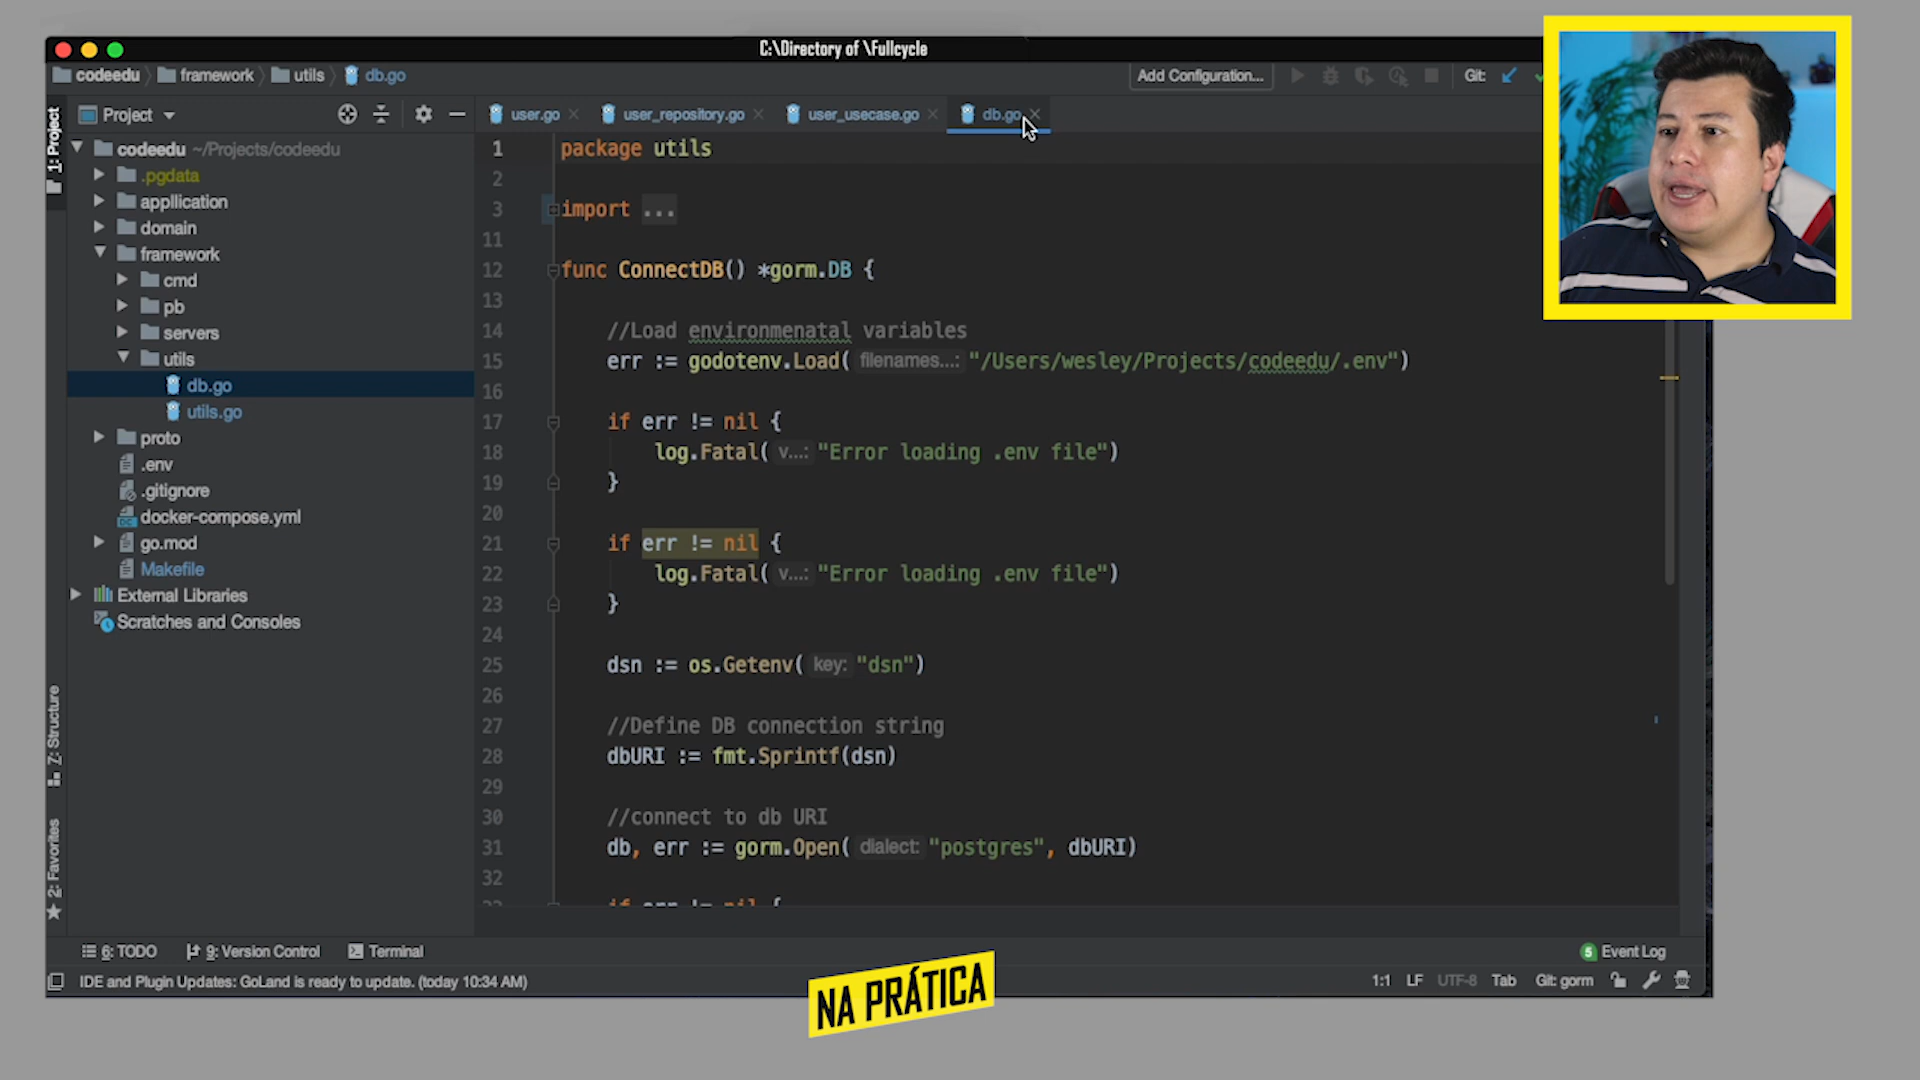 C:\Directory of \Fullcycle
codeedu framework utils db.go
Add Configuration... Git:
1: Project
Project
user.go user_repository.go user_usecase.go db.go
codeedu ~/Projects/codeedu
.pgdata
appllication
domain
framework
cmd
pb
servers
utils
db.go
utils.go
proto
.env
.gitignore
docker-compose.yml
go.mod
Makefile
External Libraries
Scratches and Consoles
1 package utils
2
3 import ...
11
12 func ConnectDB() *gorm.DB {
13
14 //Load environmenatal variables
15 err := godotenv.Load( filenames...: "/Users/wesley/Projects/codeedu/.env")
16
17 if err != nil {
18 log.Fatal( v...: "Error loading .env file")
19 }
20
21 if err != nil {
22 log.Fatal( v...: "Error loading .env file")
23 }
24
25 dsn := os.Getenv( key: "dsn")
26
27 //Define DB connection string
28 dbURI := fmt.Sprintf(dsn)
29
30 //connect to db URI
31 db, err := gorm.Open( dialect: "postgres", dbURI)
32
33 if err != nil {
Z: Structure
2: Favorites
6: TODO 9: Version Control Terminal
5 Event Log
IDE and Plugin Updates: GoLand is ready to update. (today 10:34 AM)
1:1 LF UTF-8 Tab Git: gorm
NA PRÁTICA